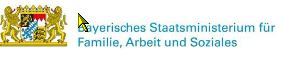 Bayerisches Staatsministerium für
Familie, Arbeit und Soziales